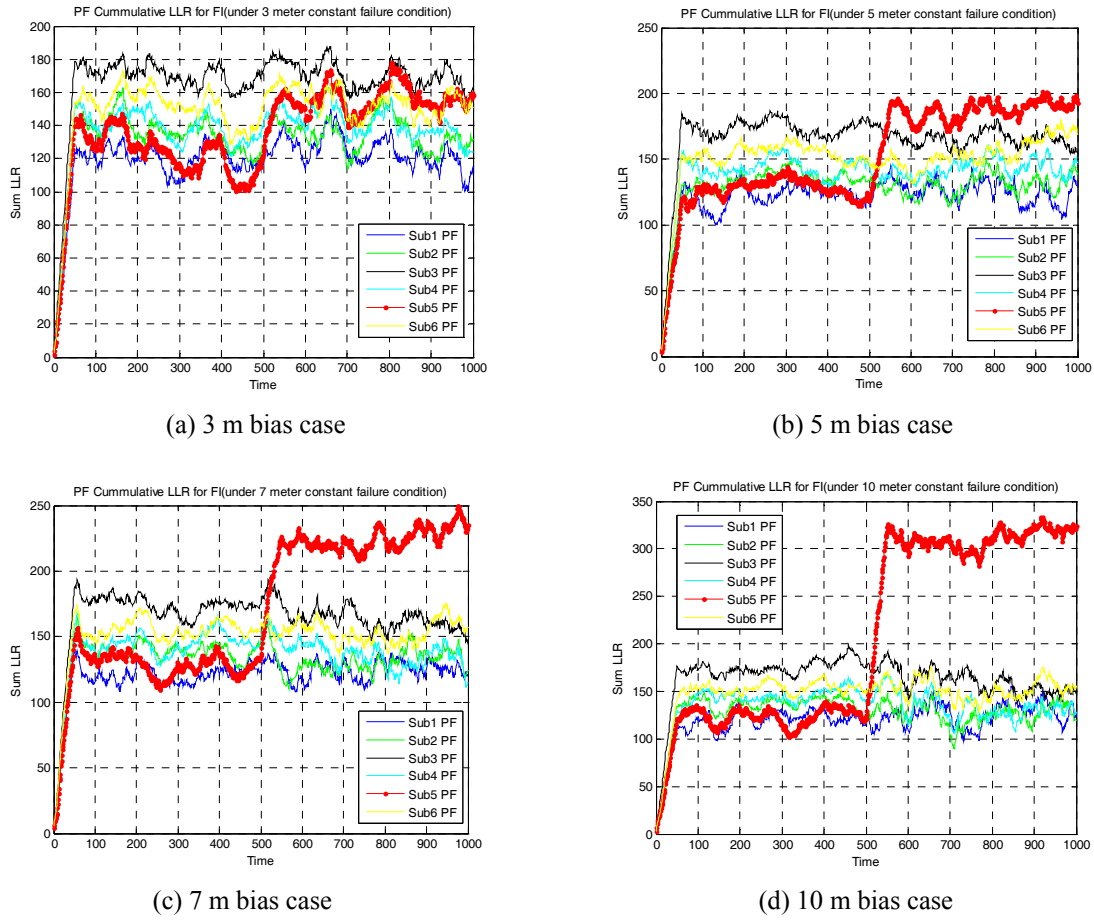 PF Cummulative LLR for FI(under 3 meter constant failure condition)
200
180
160
140
120
100
80
60
40
20
0
Sum LLR
0 100 200 300 400 500 600 700 800 900 1000
Time
Sub1 PF
Sub2 PF
Sub3 PF
Sub4 PF
Sub5 PF
Sub6 PF
(a) 3 m bias case
PF Cummulative LLR for FI(under 5 meter constant failure condition)
250
200
150
100
50
0
Sum LLR
0 100 200 300 400 500 600 700 800 900 1000
Time
Sub1 PF
Sub2 PF
Sub3 PF
Sub4 PF
Sub5 PF
Sub6 PF
(b) 5 m bias case
PF Cummulative LLR for FI(under 7 meter constant failure condition)
250
200
150
100
50
0
Sum LLR
0 100 200 300 400 500 600 700 800 900 1000
Time
Sub1 PF
Sub2 PF
Sub3 PF
Sub4 PF
Sub5 PF
Sub6 PF
(c) 7 m bias case
PF Cummulative LLR for FI(under 10 meter constant failure condition)
350
300
250
200
150
100
50
0
Sum LLR
0 100 200 300 400 500 600 700 800 900 1000
Time
Sub1 PF
Sub2 PF
Sub3 PF
Sub4 PF
Sub5 PF
Sub6 PF
(d) 10 m bias case